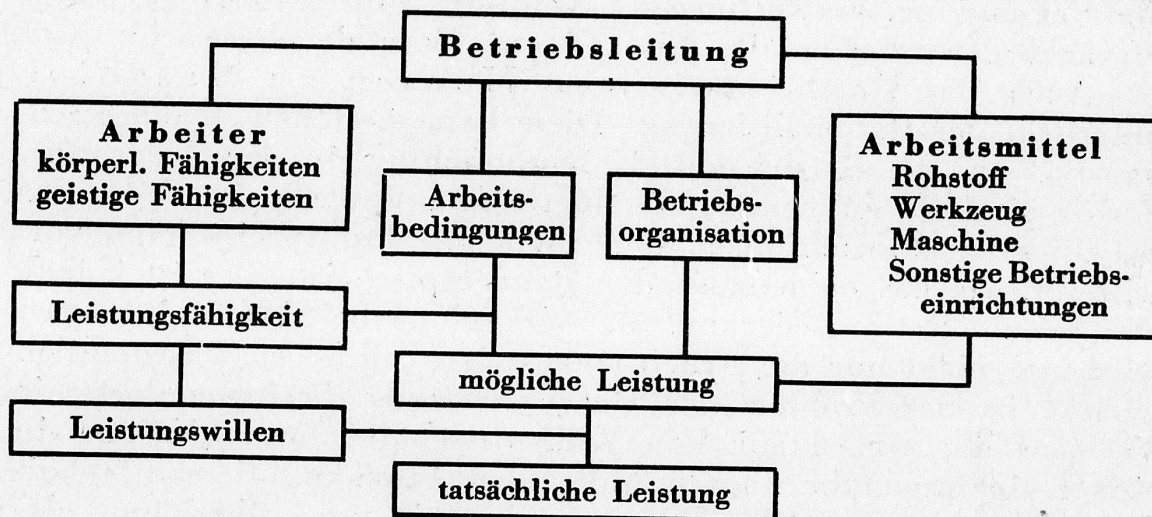 Betriebsleitung
Arbeiter
körperl. Fähigkeiten
geistige Fähigkeiten
Arbeits-
bedingungen
Betriebs-
organisation
Arbeitsmittel
Rohstoff
Werkzeug
Maschine
Sonstige Betriebs-
einrichtungen
Leistungsfähigkeit
mögliche Leistung
Leistungswillen
tatsächliche Leistung